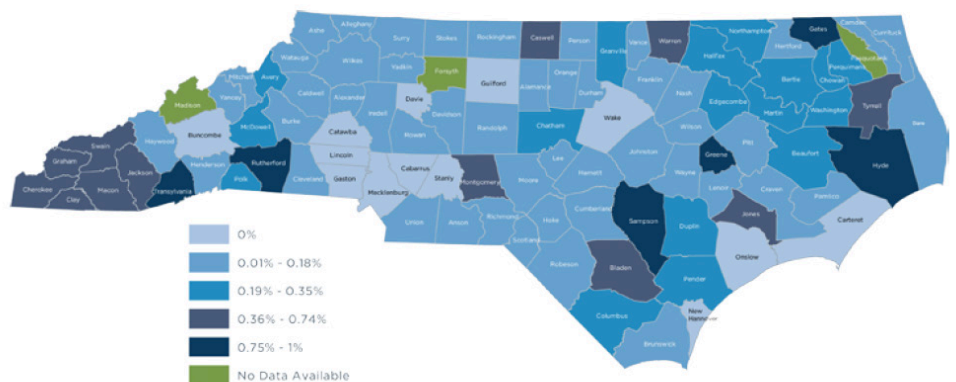 Camden
Currituck
Alleghany
Ashe
Surry
Stokes
Rockingham
Caswell
Person
Granville
Vance
Warren
Northampton
Gates
Hertford
Pasquotank
Perquimans
Halifax
Watauga
Wilkes
Yadkin
Forsyth
Guilford
Alamance
Orange
Durham
Franklin
Nash
Bertie
Chowan
Mitchell
Avery
Caldwell
Alexander
Iredell
Davie
Davidson
Randolph
Chatham
Wake
Edgecombe
Martin
Washington
Tyrrell
Dare
Madison
Yancey
McDowell
Burke
Catawba
Rowan
Wilson
Pitt
Beaufort
Hyde
Haywood
Buncombe
Rutherford
Lincoln
Cabarrus
Lee
Johnston
Greene
Swain
Graham
Jackson
Henderson
Polk
Cleveland
Gaston
Stanly
Montgomery
Moore
Harnett
Wayne
Lenoir
Craven
Pamlico
Cherokee
Macon
Clay
Transylvania
Mecklenburg
Union
Anson
Richmond
Hoke
Cumberland
Sampson
Duplin
Jones
Carteret
Scotland
Robeson
Bladen
Onslow
Pender
Columbus
New
Hannover
Brunswick
0%
0.01% - 0.18%
0.19% - 0.35%
0.36% - 0.74%
0.75% - 1%
No Data Available